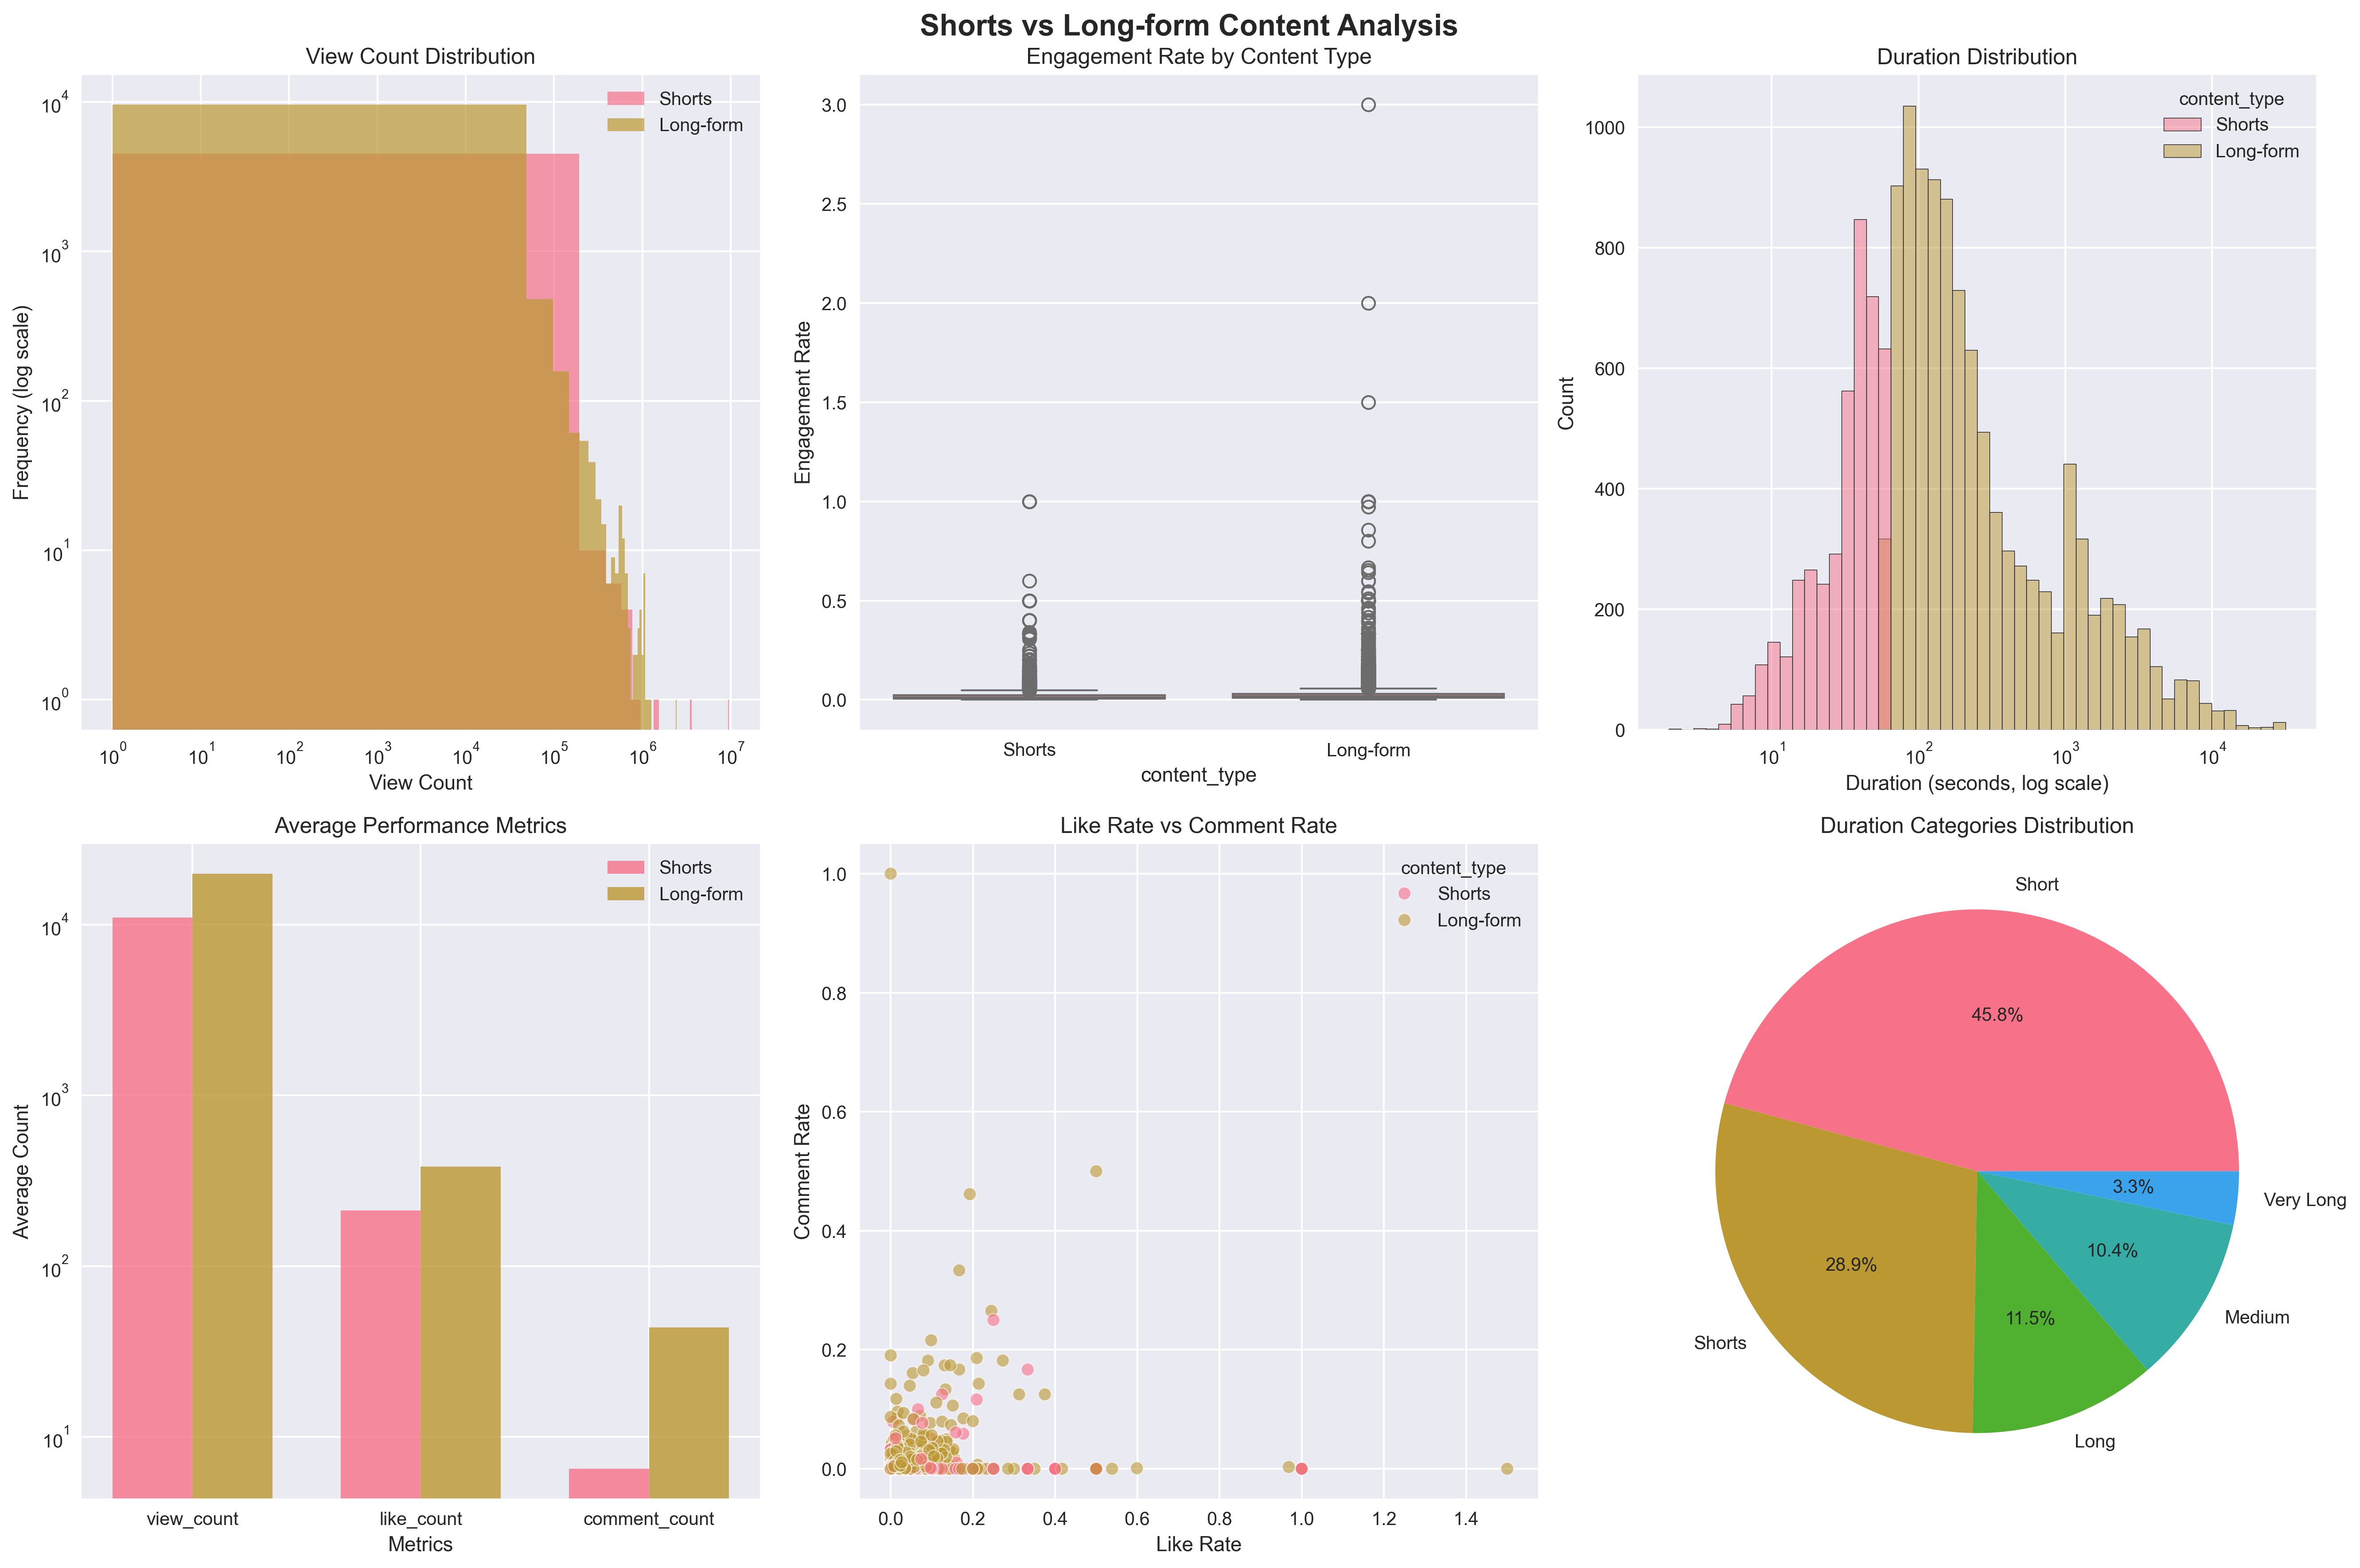 Shorts vs Long-form Content Analysis
View Count Distribution
Frequency (log scale)
10^4
10^3
10^2
10^1
10^0
10^0 10^1 10^2 10^3 10^4 10^5 10^6 10^7
View Count
Shorts
Long-form
Engagement Rate by Content Type
Engagement Rate
3.0
2.5
2.0
1.5
1.0
0.5
0.0
Shorts Long-form
content_type
Duration Distribution
Count
1000
800
600
400
200
0
10^1 10^2 10^3 10^4
Duration (seconds, log scale)
content_type
Shorts
Long-form
Average Performance Metrics
Average Count
10^4
10^3
10^2
10^1
view_count like_count comment_count
Metrics
Shorts
Long-form
Like Rate vs Comment Rate
Comment Rate
1.0
0.8
0.6
0.4
0.2
0.0
0.0 0.2 0.4 0.6 0.8 1.0 1.2 1.4
Like Rate
content_type
Shorts
Long-form
Duration Categories Distribution
Short
45.8%
Shorts
28.9%
Long
11.5%
Medium
10.4%
Very Long
3.3%